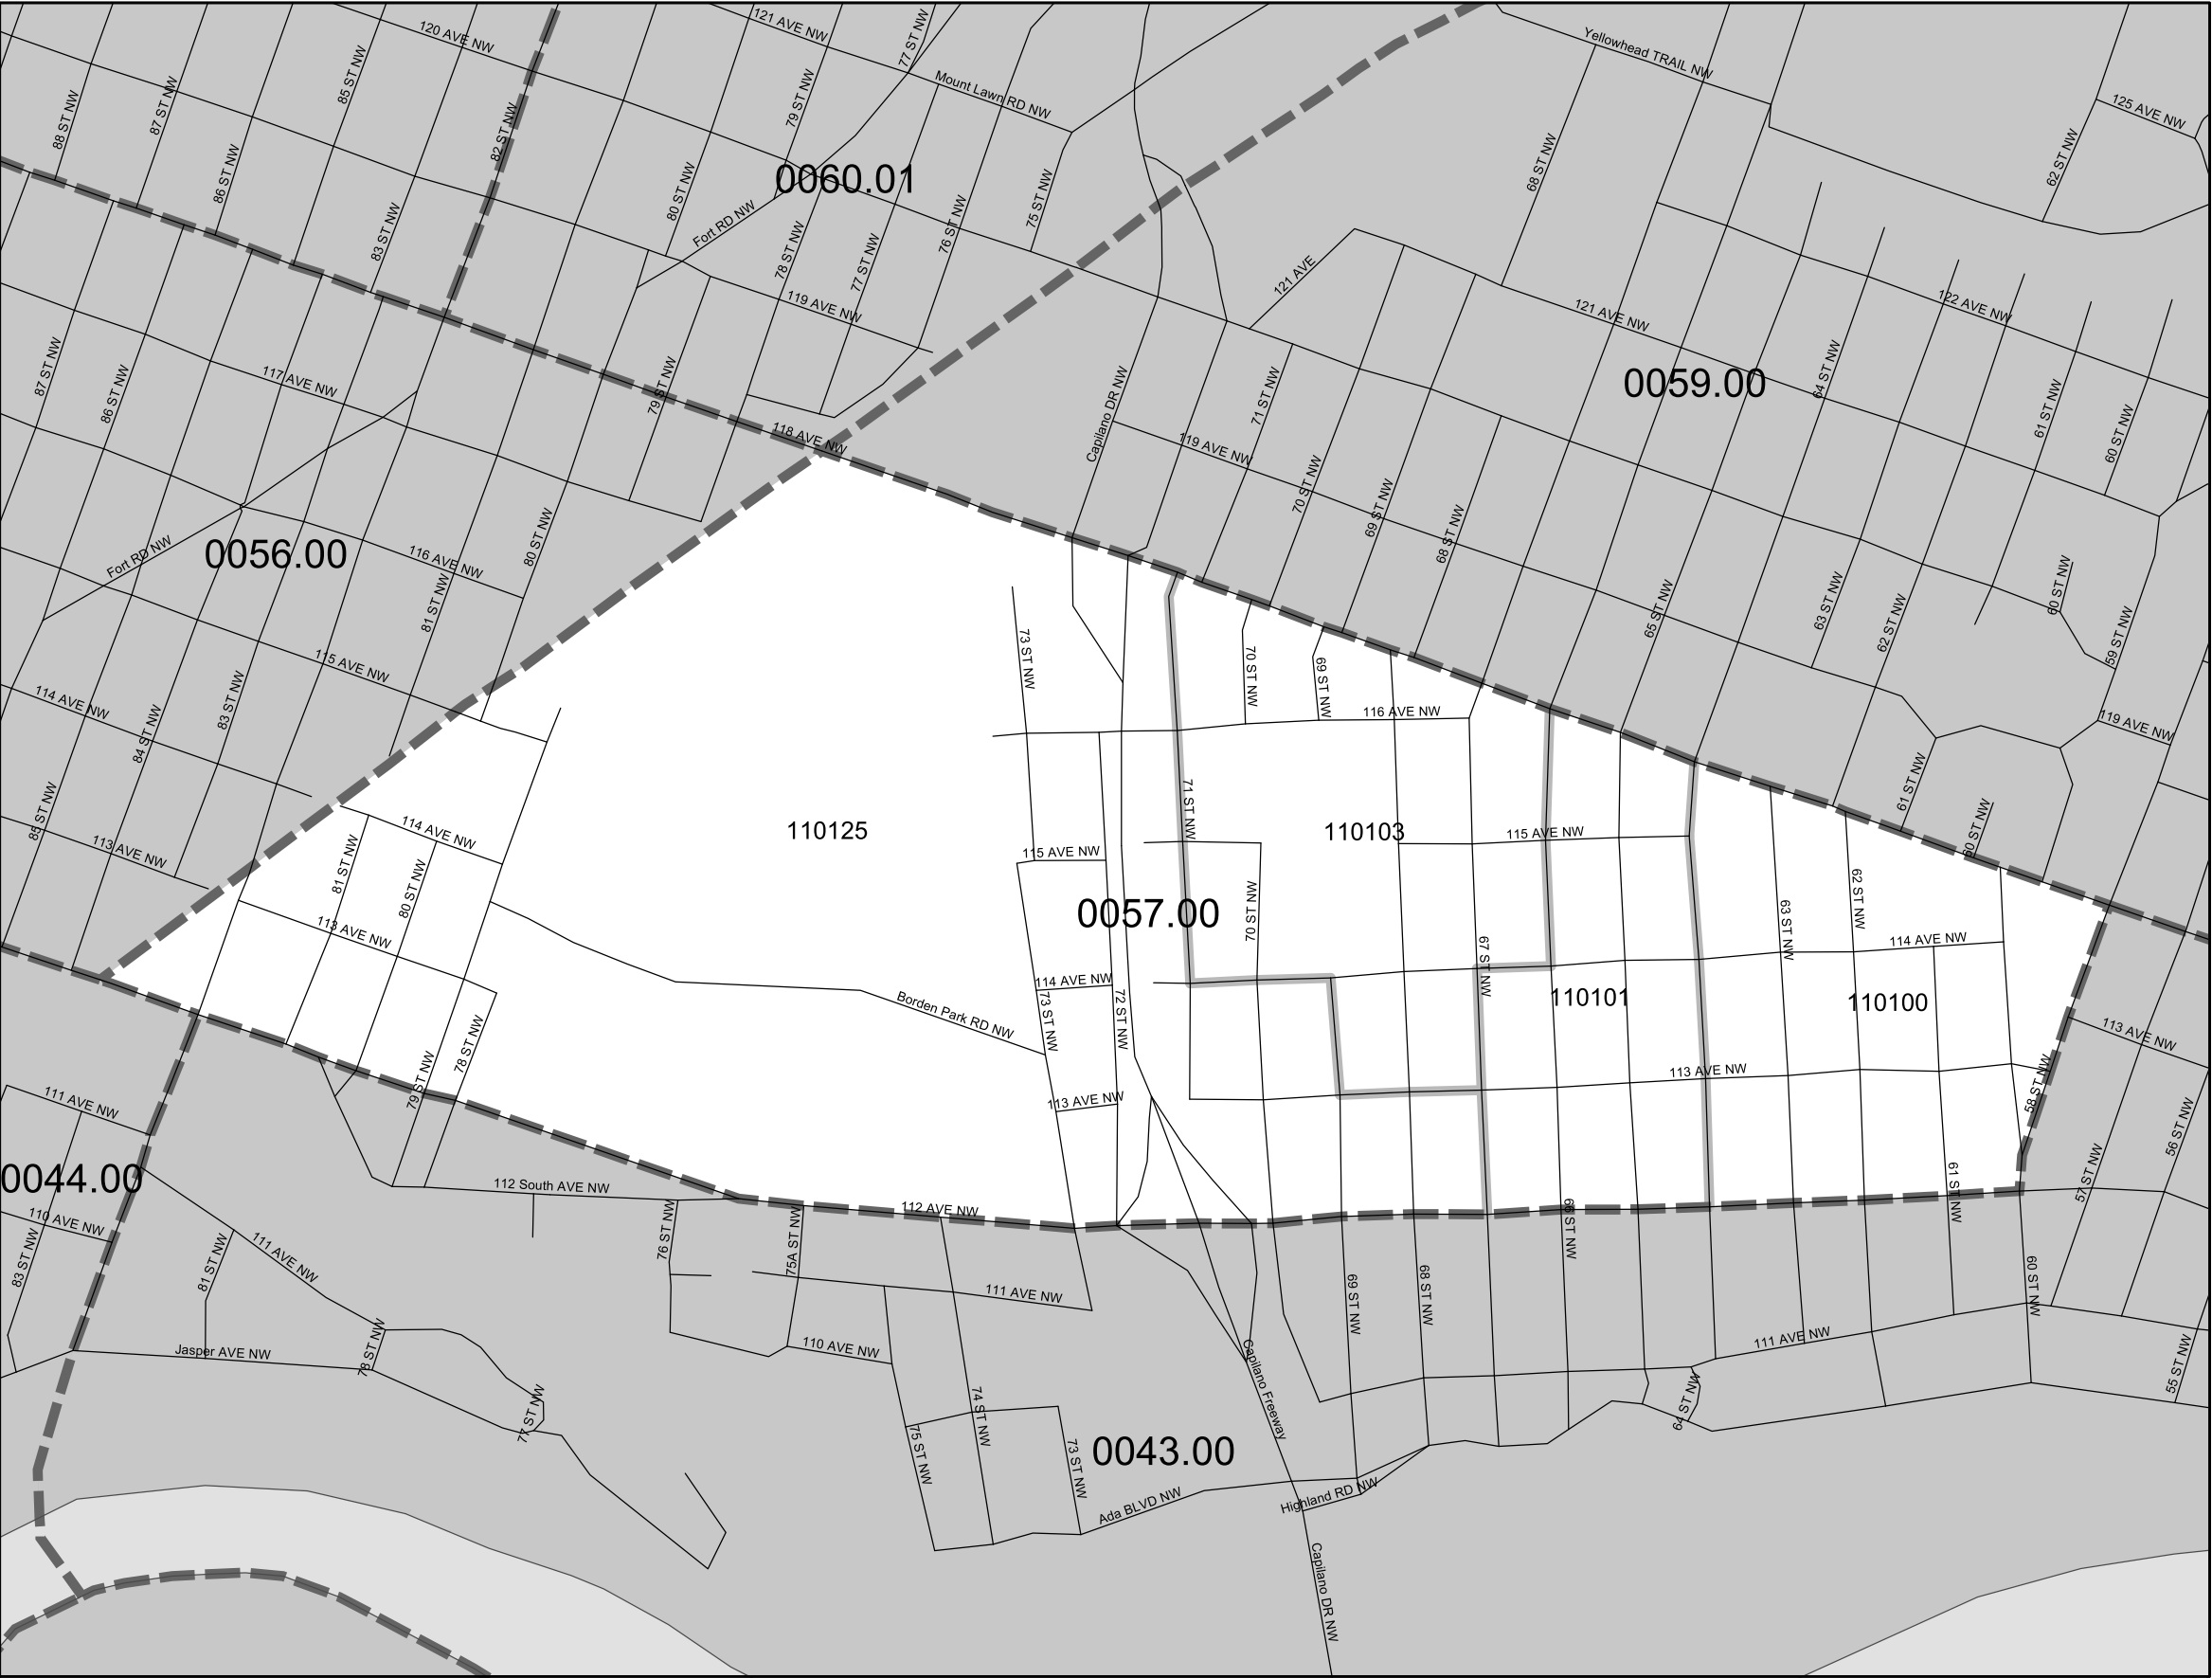 120 AVE NW
121 AVE NW
77 ST NW
Yellowhead TRAIL NW
85 ST NW
88 ST NW
87 ST NW
82 ST NW
79 ST NW
Mount Lawn RD NW
125 AVE NW
86 ST NW
0060.01
80 ST NW
75 ST NW
68 ST NW
62 ST NW
83 ST NW
Fort RD NW
78 ST NW
77 ST NW
76 ST NW
121 AVE
119 AVE NW
121 AVE NW
122 AVE NW
87 ST NW
86 ST NW
117 AVE NW
79 ST NW
118 AVE NW
Capilano DR NW
71 ST NW
119 AVE NW
0059.00
64 ST NW
61 ST NW
60 ST NW
70 ST NW
69 ST NW
68 ST NW
Fort RD NW
0056.00
116 AVE NW
80 ST NW
81 ST NW
65 ST NW
63 ST NW
62 ST NW
60 ST NW
59 ST NW
115 AVE NW
114 AVE NW
84 ST NW
83 ST NW
73 ST NW
70 ST NW
69 ST NW
116 AVE NW
119 AVE NW
61 ST NW
60 ST NW
85 ST NW
113 AVE NW
81 ST NW
114 AVE NW
80 ST NW
110125
71 ST NW
110103
115 AVE NW
115 AVE NW
113 AVE NW
0057.00
70 ST NW
67 ST NW
63 ST NW
62 ST NW
114 AVE NW
Borden Park RD NW
114 AVE NW
73 ST NW
72 ST NW
110101
110100
113 AVE NW
79 ST NW
78 ST NW
113 AVE NW
113 AVE NW
58 ST NW
111 AVE NW
56 ST NW
57 ST NW
0044.00
112 South AVE NW
112 AVE NW
61 ST NW
110 AVE NW
83 ST NW
81 ST NW
111 AVE NW
76 ST NW
75A ST NW
66 ST NW
111 AVE NW
69 ST NW
68 ST NW
60 ST NW
Jasper AVE NW
78 ST NW
110 AVE NW
Capilano Freeway
111 AVE NW
55 ST NW
77 ST NW
74 ST NW
64 ST NW
75 ST NW
73 ST NW
0043.00
Ada BLVD NW
Highland RD NW
Capilano DR NW